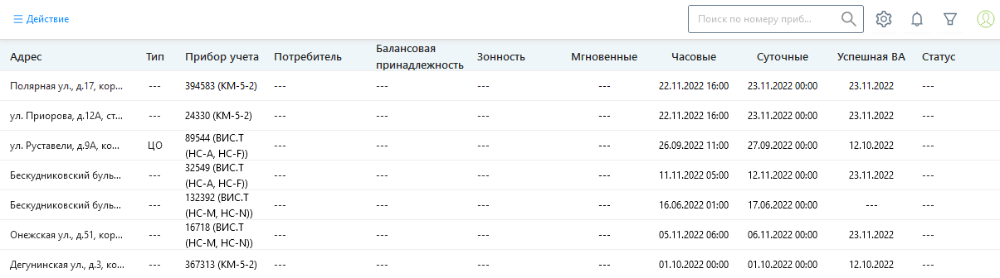 Действие
Поиск по номеру приб...
Адрес Тип Прибор учета Потребитель Балансовая принадлежность Зонность Мгновенные Часовые Суточные Успешная ВА Статус
Полярная ул., д.17, кор... --- 394583 (КМ-5-2) --- --- --- --- 22.11.2022 16:00 23.11.2022 00:00 23.11.2022 ---
ул. Приорова, д.12А, ст... --- 24330 (КМ-5-2) --- --- --- --- 22.11.2022 16:00 23.11.2022 00:00 23.11.2022 ---
ул. Руставели, д.9А, ко... ЦО 89544 (ВИС.Т (НС-А, НС-F)) --- --- --- --- 26.09.2022 11:00 27.09.2022 00:00 12.10.2022 ---
Бескудниковский буль... --- 32549 (ВИС.Т (НС-А, НС-F)) --- --- --- --- 11.11.2022 05:00 12.11.2022 00:00 23.11.2022 ---
Бескудниковский буль... --- 132392 (ВИС.Т (НС-М, НС-N)) --- --- --- --- 16.06.2022 01:00 17.06.2022 00:00 --- ---
Онежская ул., д.51, кор... --- 16718 (ВИС.Т (НС-М, НС-N)) --- --- --- --- 05.11.2022 06:00 06.11.2022 00:00 23.11.2022 ---
Дегунинская ул., д.3, ко... --- 367313 (КМ-5-2) --- --- --- --- 01.10.2022 00:00 01.10.2022 00:00 12.10.2022 ---